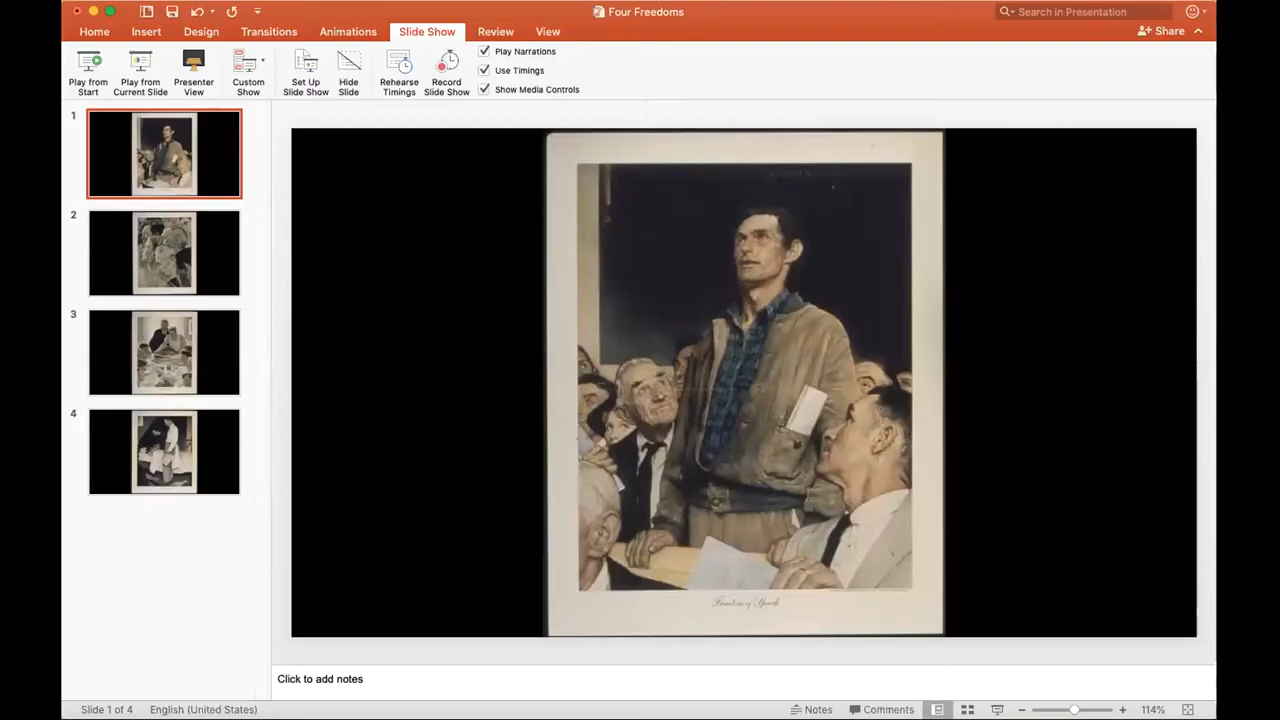 Four Freedoms
Search in Presentation
Home
Insert
Design
Transitions
Animations
Slide Show
Review
View
Share
Play from Start
Play from Current Slide
Presenter View
Custom Show
Set Up Slide Show
Hide Slide
Rehearse Timings
Record Slide Show
Play Narrations
Use Timings
Show Media Controls
1
2
3
4
Freedom of Speech
Click to add notes
Slide 1 of 4
English (United States)
Notes
Comments
114%